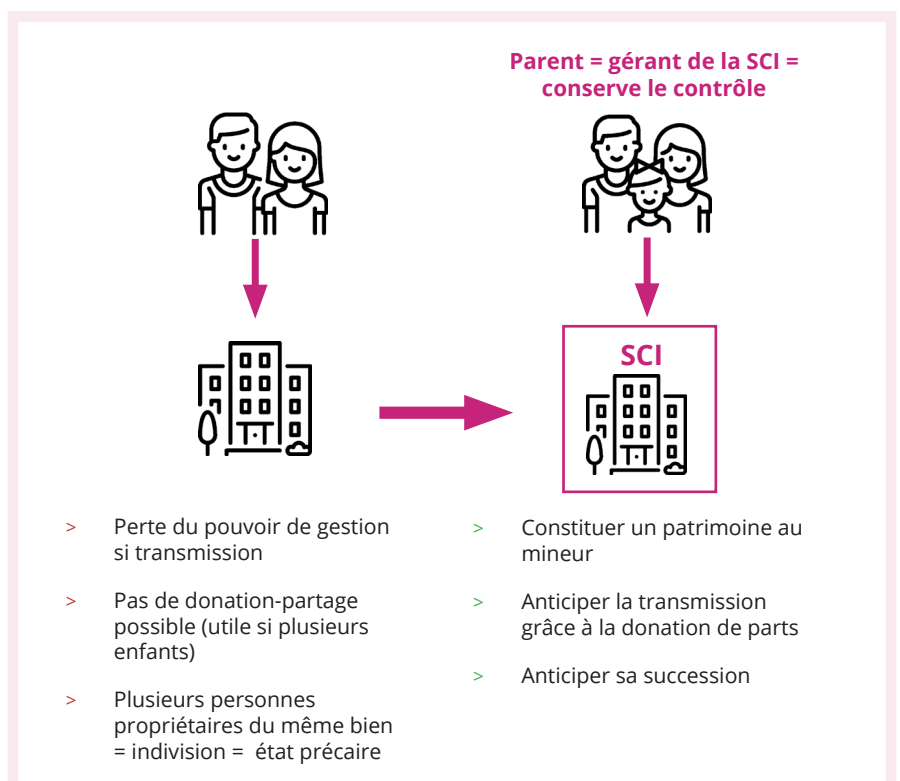 Parent = gérant de la SCI =
conserve le contrôle
SCI
> Perte du pouvoir de gestion
si transmission
> Pas de donation-partage
possible (utile si plusieurs
enfants)
> Plusieurs personnes
propriétaires du même bien
= indivision = état précaire
> Constituer un patrimoine au
mineur
> Anticiper la transmission
grâce à la donation de parts
> Anticiper sa succession